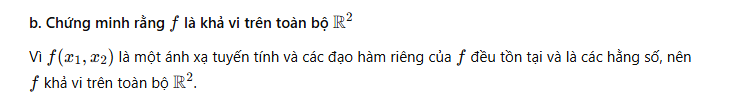 b. Chứng minh rằng f là khả vi trên toàn bộ ℝ²
Vì f(x₁, x₂) là một ánh xạ tuyến tính và các đạo hàm riêng của f đều tồn tại và là các hằng số, nên
f khả vi trên toàn bộ ℝ².